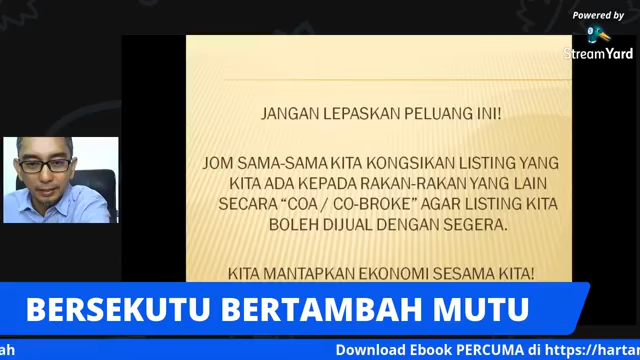 Powered by
StreamYard
JANGAN LEPASKAN PELUANG INI!
JOM SAMA-SAMA KITA KONGSIKAN LISTING YANG
KITA ADA KEPADA RAKAN-RAKAN YANG LAIN
SECARA “COA / CO-BROKE” AGAR LISTING KITA
BOLEH DIJUAL DENGAN SEGERA.
KITA MANTAPKAN EKONOMI SESAMA KITA!
BERSEKUTU BERTAMBAH MUTU
ah Download Ebook PERCUMA di https://hartan